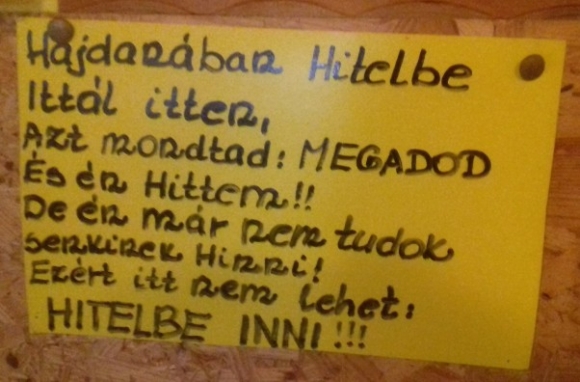 Hajdanában Hitelbe
Ittál itten,
Azt mondtad: MEGADOD
És én Hittem!!
De én már nem tudok
senkinek Hinni!
Ezért itt nem lehet:
HITELBE INNI!!!